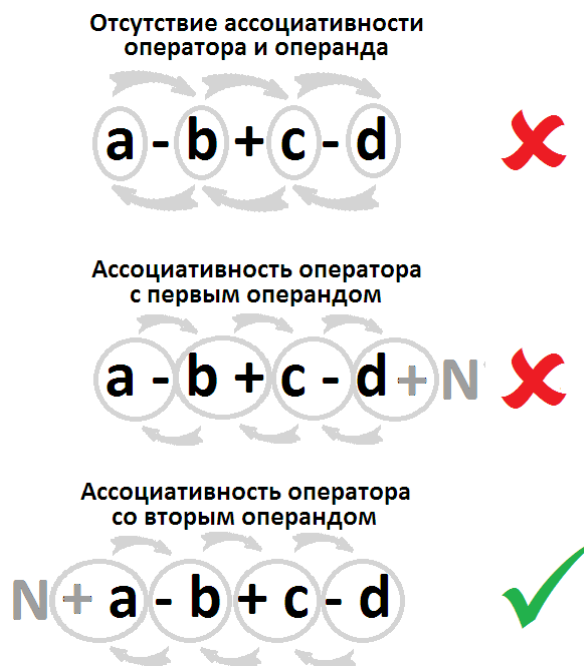 Отсутствие ассоциативности
оператора и операнда
a - b + c - d
Ассоциативность оператора
с первым операндом
a - b + c - d + N
Ассоциативность оператора
со вторым операндом
N + a - b + c - d